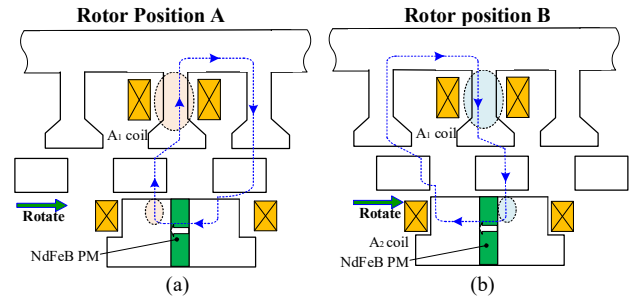 Rotor Position A
A1 coil
Rotate
NdFeB PM
(a)
Rotor position B
A1 coil
Rotate
A2 coil
NdFeB PM
(b)